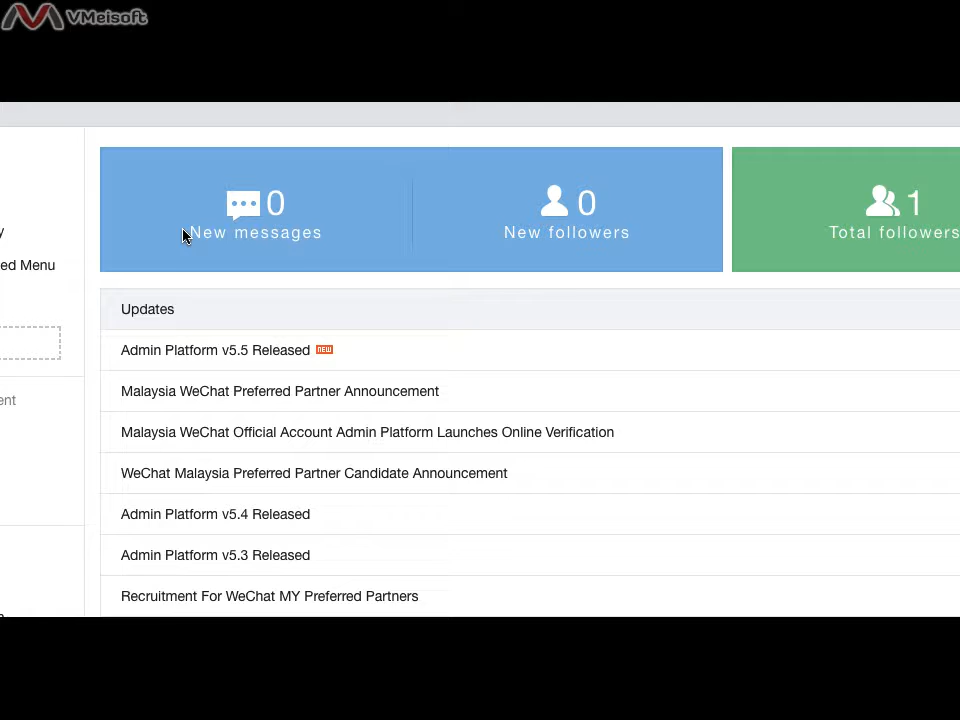 VMeisoft
0
New messages
0
New followers
1
Total followers
ed Menu
ent
Updates
Admin Platform v5.5 Released NEW
Malaysia WeChat Preferred Partner Announcement
Malaysia WeChat Official Account Admin Platform Launches Online Verification
WeChat Malaysia Preferred Partner Candidate Announcement
Admin Platform v5.4 Released
Admin Platform v5.3 Released
Recruitment For WeChat MY Preferred Partners